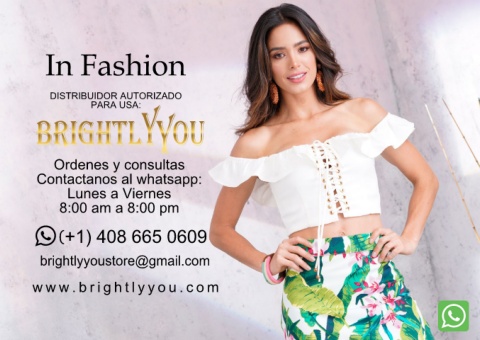 In Fashion
DISTRIBUIDOR AUTORIZADO
PARA USA:
BRIGHTLYYOU
Ordenes y consultas
Contactanos al whatsapp:
Lunes a Viernes
8:00 am a 8:00 pm
(+1) 408 665 0609
brightlyyoustore@gmail.com
www.brightlyyou.com